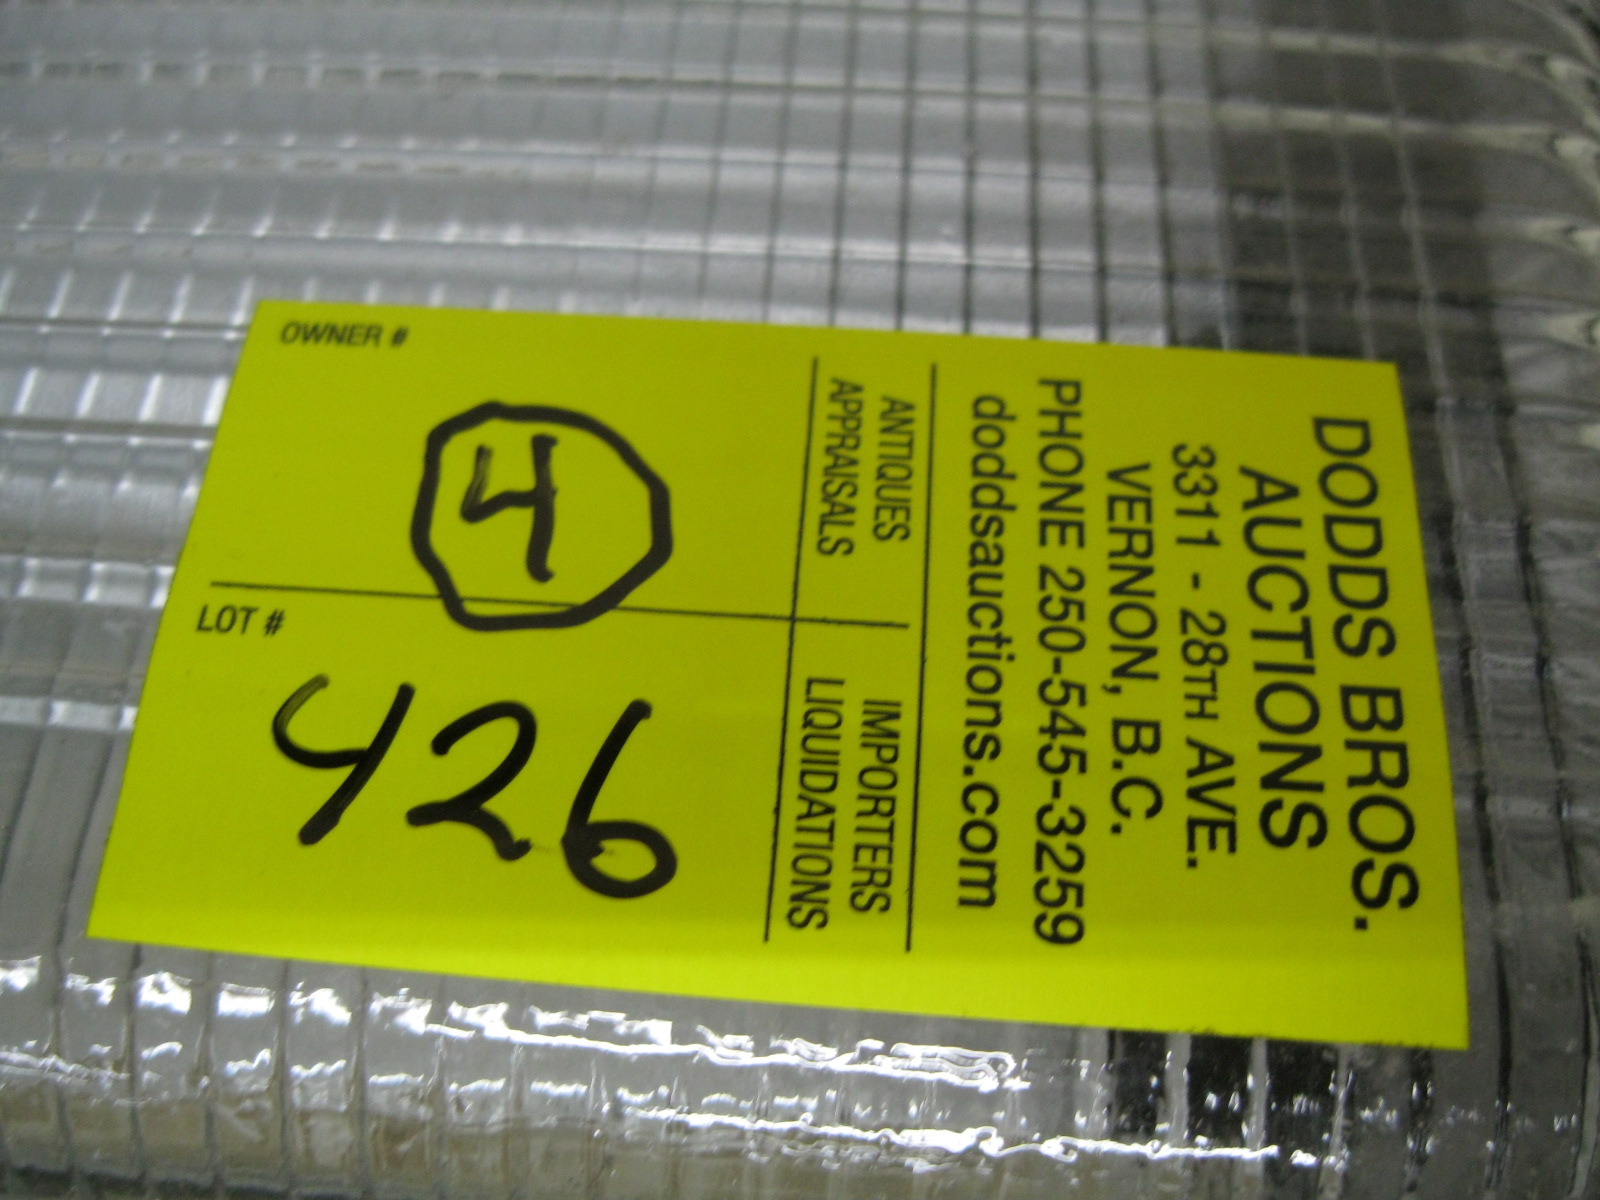 DODDS BROS.
AUCTIONS
3311 - 28TH AVE.
VERNON, B.C.
PHONE 250-545-3259
doddsauctions.com
ANTIQUES
APPRAISALS
IMPORTERS
LIQUIDATIONS
OWNER #
4
LOT #
426